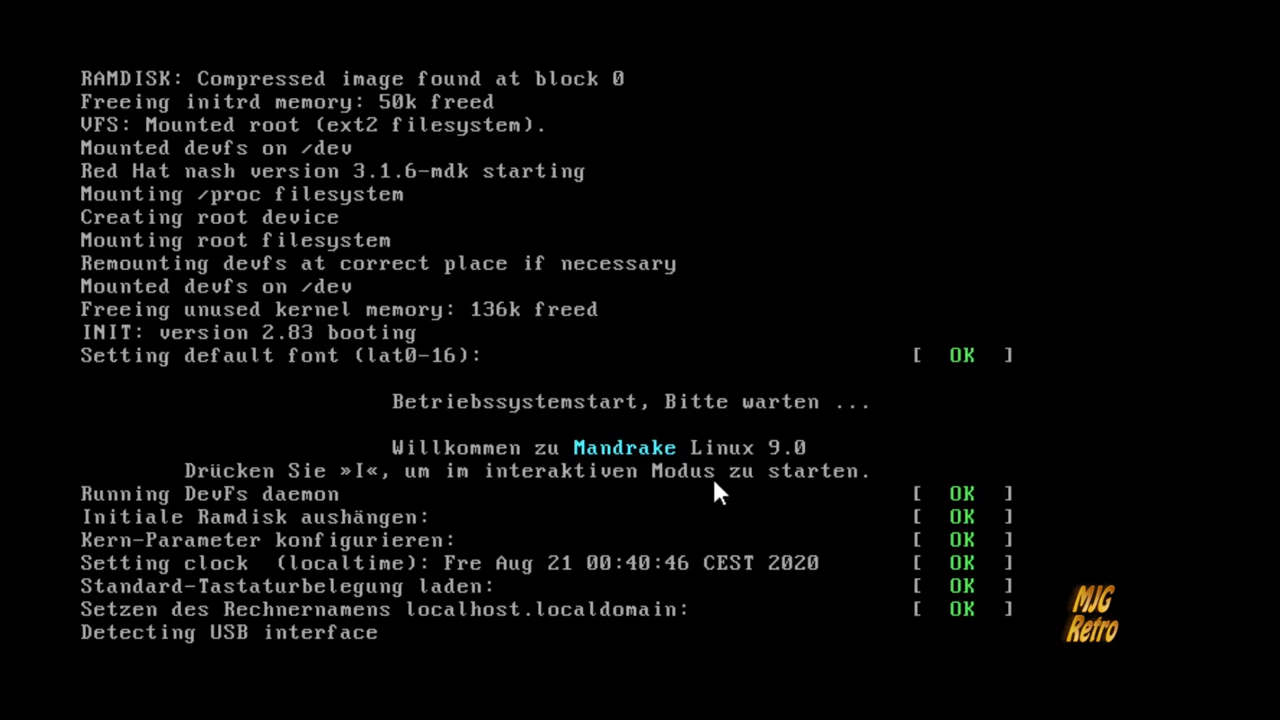 RAMDISK: Compressed image found at block 0
Freeing initrd memory: 50k freed
VFS: Mounted root (ext2 filesystem).
Mounted devfs on /dev
Red Hat nash version 3.1.6-mdk starting
Mounting /proc filesystem
Creating root device
Mounting root filesystem
Remounting devfs at correct place if necessary
Mounted devfs on /dev
Freeing unused kernel memory: 136k freed
INIT: version 2.83 booting
Setting default font (lat0-16): [ OK ]
Betriebssystemstart, Bitte warten ...
Willkommen zu Mandrake Linux 9.0
Drücken Sie »I«, um im interaktiven Modus zu starten.
Running DevFs daemon [ OK ]
Initiale Ramdisk aushängen: [ OK ]
Kern-Parameter konfigurieren: [ OK ]
Setting clock (localtime): Fre Aug 21 00:40:46 CEST 2020 [ OK ]
Standard-Tastaturbelegung laden: [ OK ]
Setzen des Rechnernamens localhost.localdomain: [ OK ]
Detecting USB interface
MJG
Retro